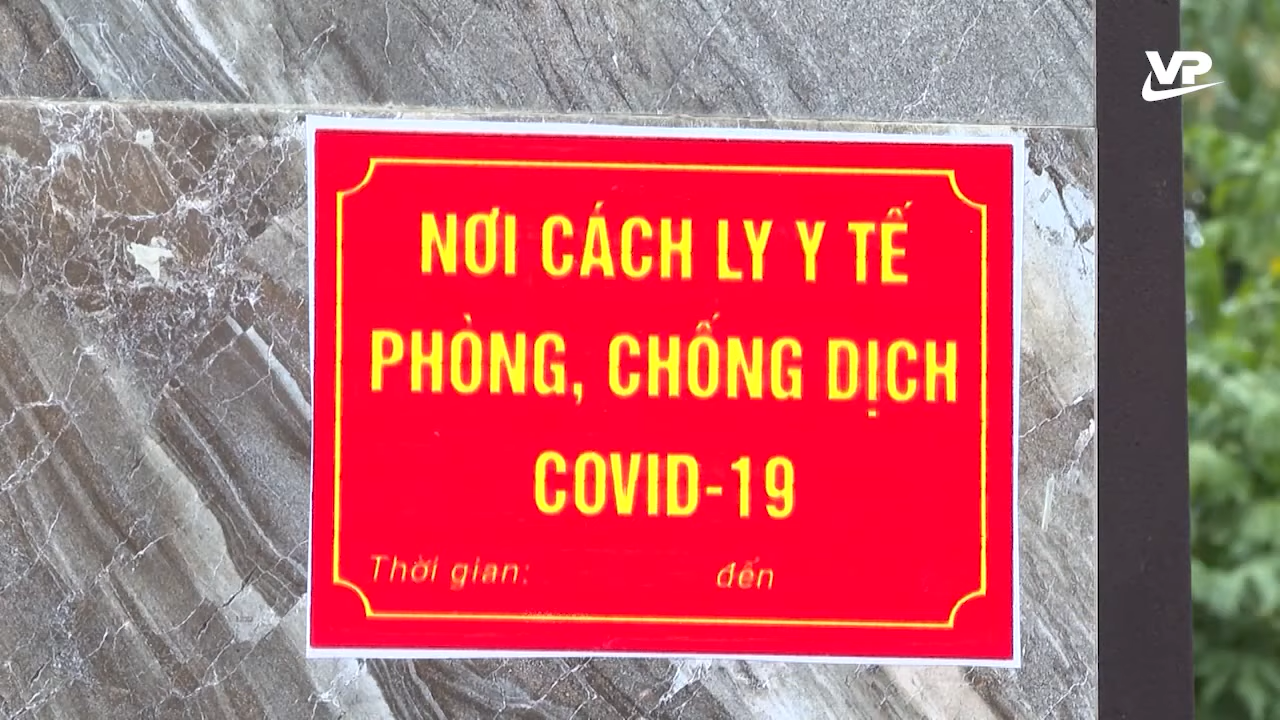 VP
NƠI CÁCH LY Y TẾ
PHÒNG, CHỐNG DỊCH
COVID-19
Thời gian: đến